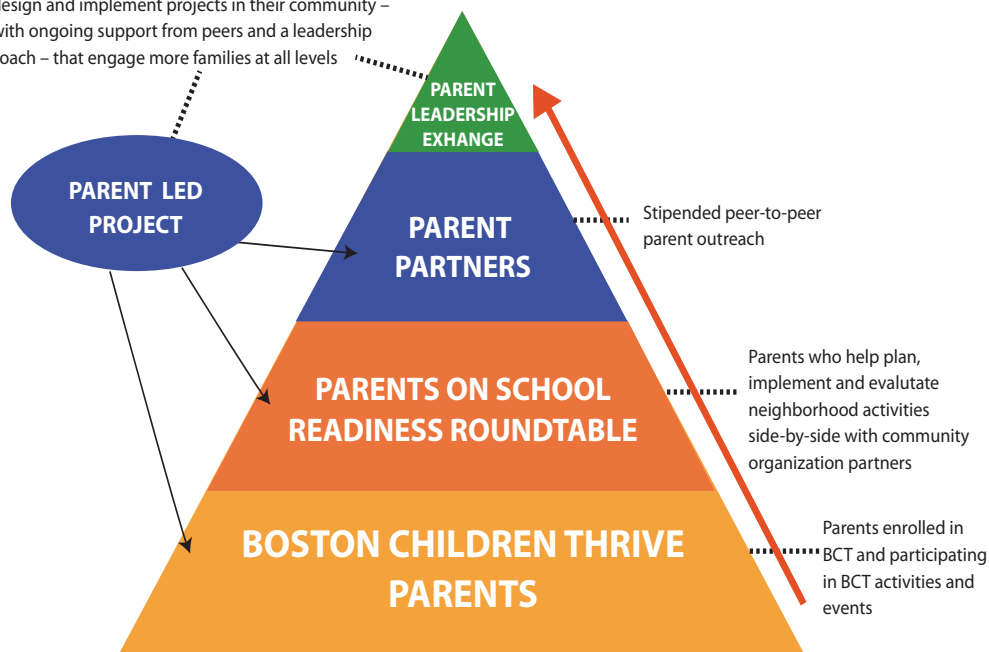 design and implement projects in their community –
with ongoing support from peers and a leadership
coach – that engage more families at all levels
PARENT
LEADERSHIP
EXHANGE
PARENT LED
PROJECT
PARENT
PARTNERS
Stipended peer-to-peer
parent outreach
PARENTS ON SCHOOL
READINESS ROUNDTABLE
Parents who help plan,
implement and evalutate
neighborhood activities
side-by-side with community
organization partners
BOSTON CHILDREN THRIVE
PARENTS
Parents enrolled in
BCT and participating
in BCT activities and
events